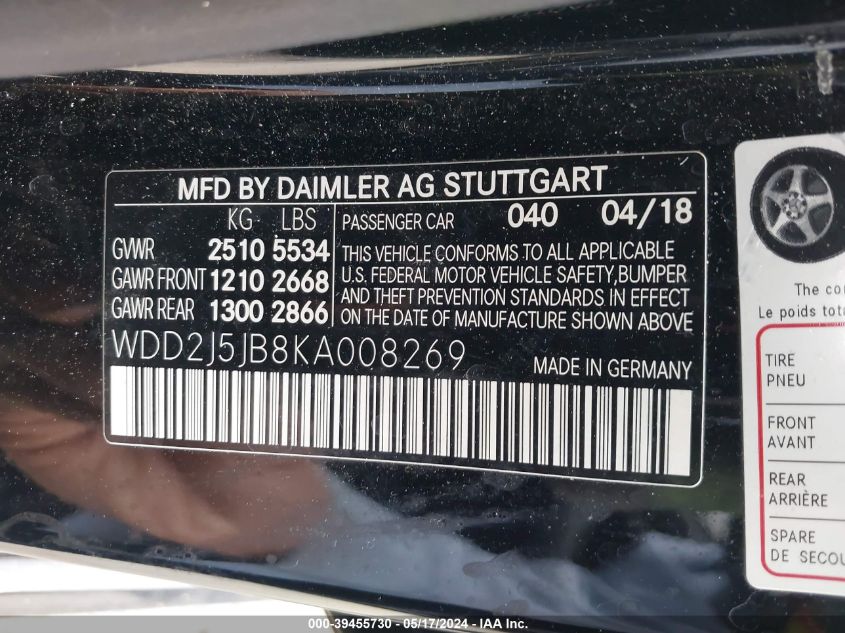 MFD BY DAIMLER AG STUTTGART
KG LBS
GVWR 2510 5534
GAWR FRONT 1210 2668
GAWR REAR 1300 2866
PASSENGER CAR 040 04/18
THIS VEHICLE CONFORMS TO ALL APPLICABLE
U.S. FEDERAL MOTOR VEHICLE SAFETY, BUMPER
AND THEFT PREVENTION STANDARDS IN EFFECT
ON THE DATE OF MANUFACTURE SHOWN ABOVE
WDD2J5JB8KA008269
MADE IN GERMANY
The co
Le poids tota
TIRE
PNEU
FRONT
AVANT
REAR
ARRIÈRE
SPARE
DE SECOU
000-39455730 - 05/17/2024 - IAA Inc.